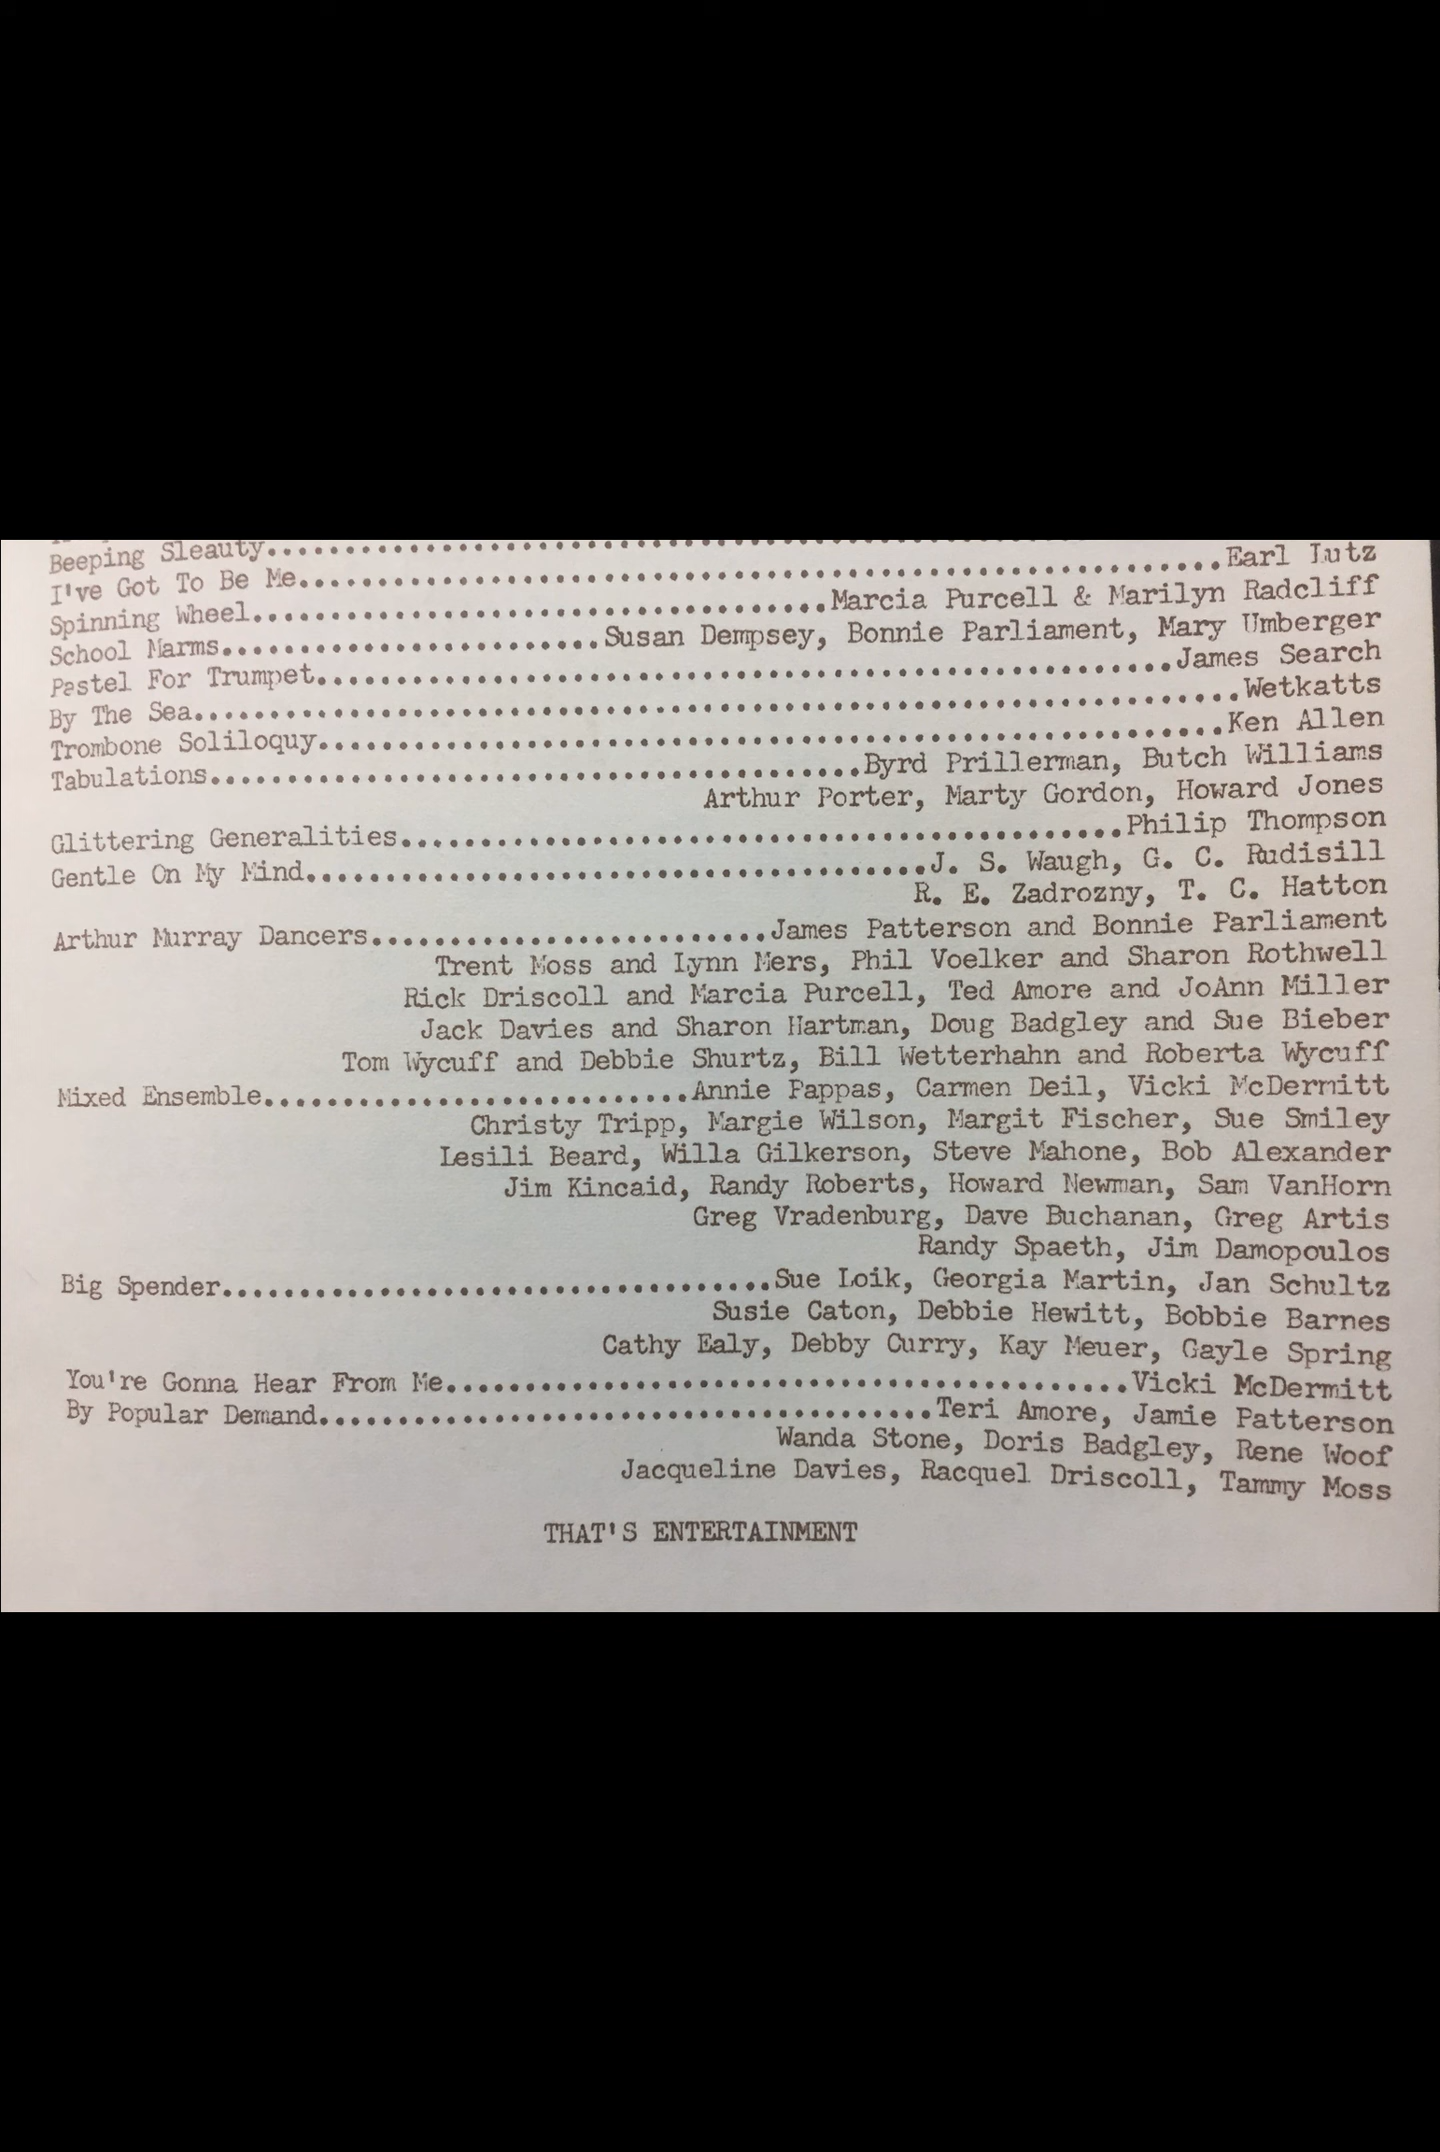 Beeping Sleauty........................................
I've Got To Be Me...........................................................Earl Lutz
Spinning Wheel.....................................Marcia Purcell & Marilyn Radcliff
School Marms........................Susan Dempsey, Bonnie Parliament, Mary Umberger
Pastel For Trumpet.......................................................James Search
By The Sea...................................................................Wetkatts
Trombone Soliloquy..........................................................Ken Allen
Tabulations..........................................Byrd Prillerman, Butch Williams
Arthur Porter, Marty Gordon, Howard Jones
Glittering Generalities..............................................Philip Thompson
Gentle On My Mind........................................J. S. Waugh, G. C. Rudisill
R. E. Zadrozny, T. C. Hatton
Arthur Murray Dancers.........................James Patterson and Bonnie Parliament
Trent Moss and Lynn Mers, Phil Voelker and Sharon Rothwell
Rick Driscoll and Marcia Purcell, Ted Amore and JoAnn Miller
Jack Davies and Sharon Hartman, Doug Badgley and Sue Bieber
Tom Wycuff and Debbie Shurtz, Bill Wetterhahn and Roberta Wycuff
Mixed Ensemble...........................Annie Pappas, Carmen Deil, Vicki McDermitt
Christy Tripp, Margie Wilson, Margit Fischer, Sue Smiley
Lesili Beard, Willa Gilkerson, Steve Mahone, Bob Alexander
Jim Kincaid, Randy Roberts, Howard Newman, Sam VanHorn
Greg Vradenburg, Dave Buchanan, Greg Artis
Randy Spaeth, Jim Damopoulos
Big Spender...................................Sue Loik, Georgia Martin, Jan Schultz
Susie Caton, Debbie Hewitt, Bobbie Barnes
Cathy Ealy, Debby Curry, Kay Meuer, Gayle Spring
You're Gonna Hear From Me............................................Vicki McDermitt
By Popular Demand.......................................Teri Amore, Jamie Patterson
Wanda Stone, Doris Badgley, Rene Woof
Jacqueline Davies, Racquel Driscoll, Tammy Moss
THAT'S ENTERTAINMENT